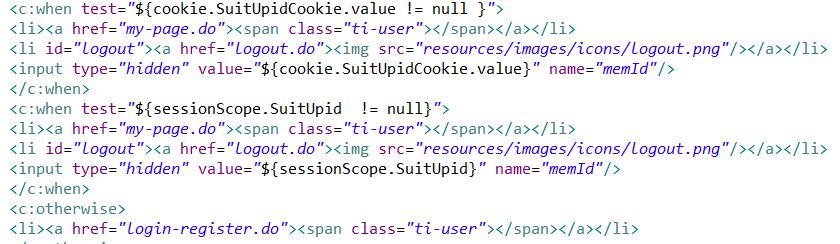 <c:when test="${cookie.SuitUpidCookie.value != null }">
<li><a href="my-page.do"><span class="ti-user"></span></a></li>
<li id="logout"><a href="logout.do"><img src="resources/images/icons/logout.png"/></a></li>
<input type="hidden" value="${cookie.SuitUpidCookie.value}" name="memId"/>
</c:when>
<c:when test="${sessionScope.SuitUpid  != null}">
<li><a href="my-page.do"><span class="ti-user"></span></a></li>
<li id="logout"><a href="logout.do"><img src="resources/images/icons/logout.png"/></a></li>
<input type="hidden" value="${sessionScope.SuitUpid}" name="memId"/>
</c:when>
<c:otherwise>
<li><a href="login-register.do"><span class="ti-user"></span></a></li>